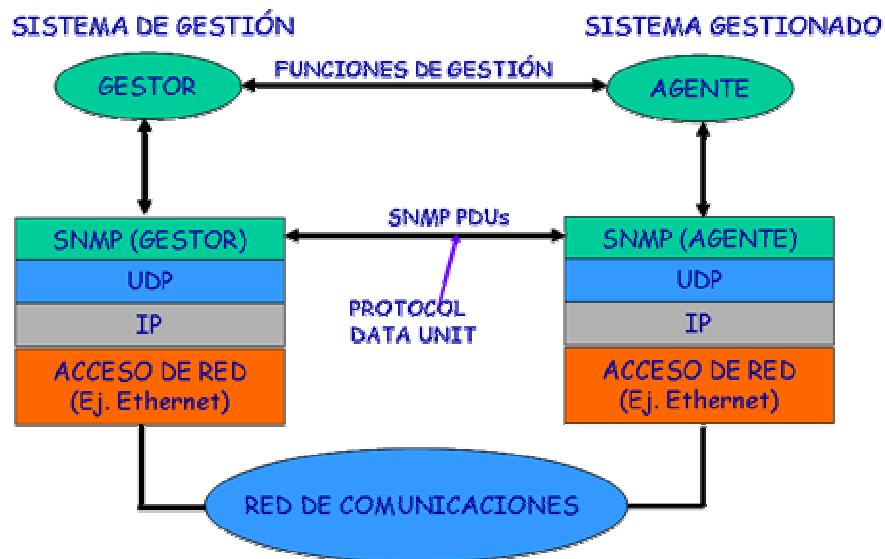 SISTEMA DE GESTIÓN
SISTEMA GESTIONADO
GESTOR
FUNCIONES DE GESTIÓN
AGENTE
SNMP PDUs
SNMP (GESTOR)
SNMP (AGENTE)
UDP
UDP
PROTOCOL
DATA UNIT
IP
IP
ACCESO DE RED
(Ej. Ethernet)
ACCESO DE RED
(Ej. Ethernet)
RED DE COMUNICACIONES